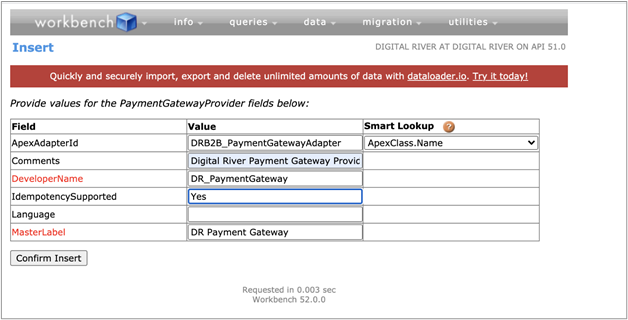 workbench info queries data migration utilities
Insert DIGITAL RIVER AT DIGITAL RIVER ON API 51.0
Quickly and securely import, export and delete unlimited amounts of data with dataloader.io. Try it today!
Provide values for the PaymentGatewayProvider fields below:
Field Value Smart Lookup ?
ApexAdapterId DRB2B_PaymentGatewayAdapter ApexClass.Name
Comments Digital River Payment Gateway Provic
DeveloperName DR_PaymentGateway
IdempotencySupported Yes
Language
MasterLabel DR Payment Gateway
Confirm Insert
Requested in 0.003 sec
Workbench 52.0.0